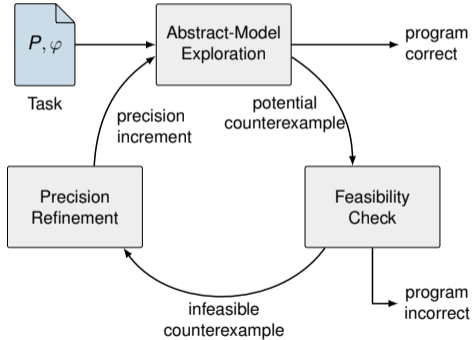 P, φ
Task
Abstract-Model
Exploration
program
correct
precision
increment
potential
counterexample
Precision
Refinement
Feasibility
Check
program
incorrect
infeasible
counterexample